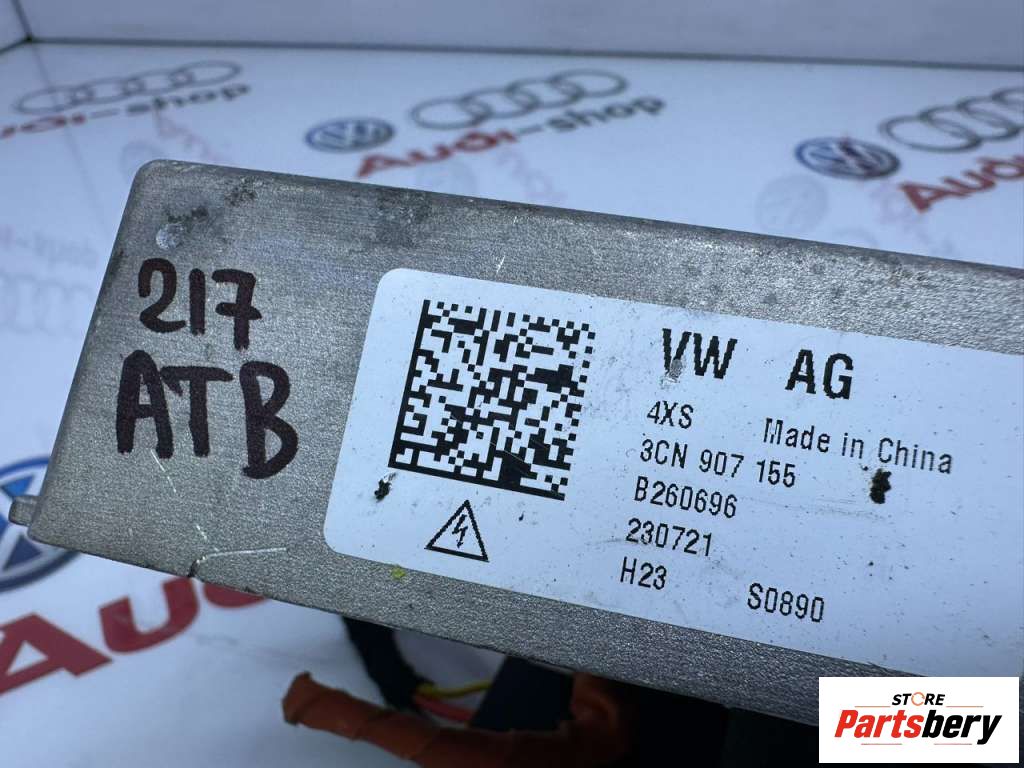 Audi-shop
Audi-shop
Audi
217
ATB
VW AG
4XS Made in China
3CN 907 155
B260696
230721
H23 S0890
Audi
STORE
Partsbery